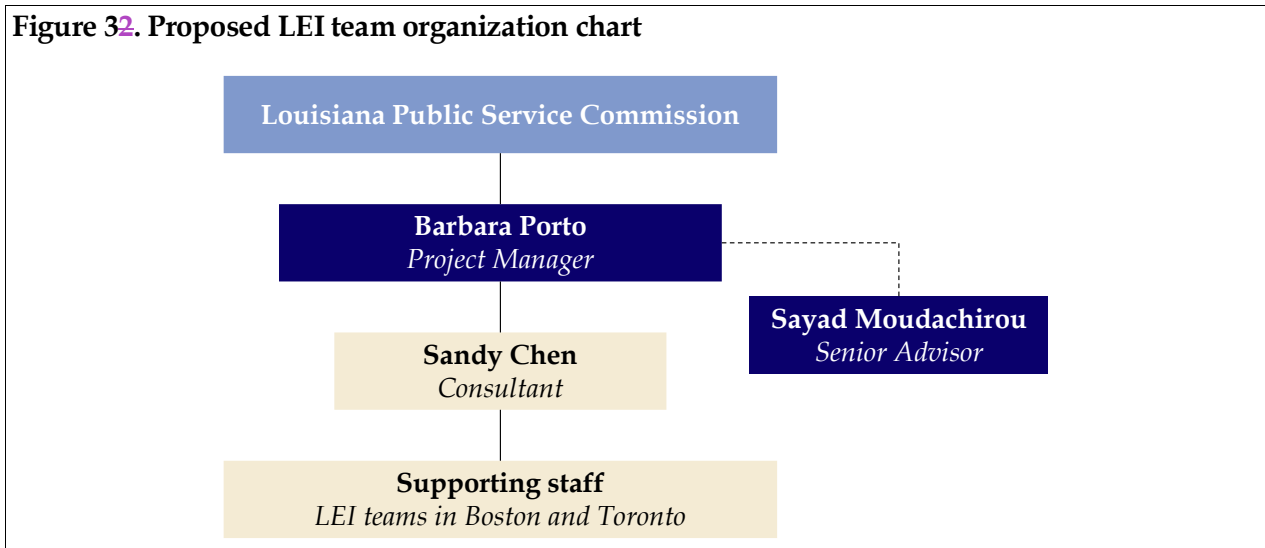 Figure 32. Proposed LEI team organization chart
Louisiana Public Service Commission
Barbara Porto
Project Manager
Sayad Moudachirou
Senior Advisor
Sandy Chen
Consultant
Supporting staff
LEI teams in Boston and Toronto